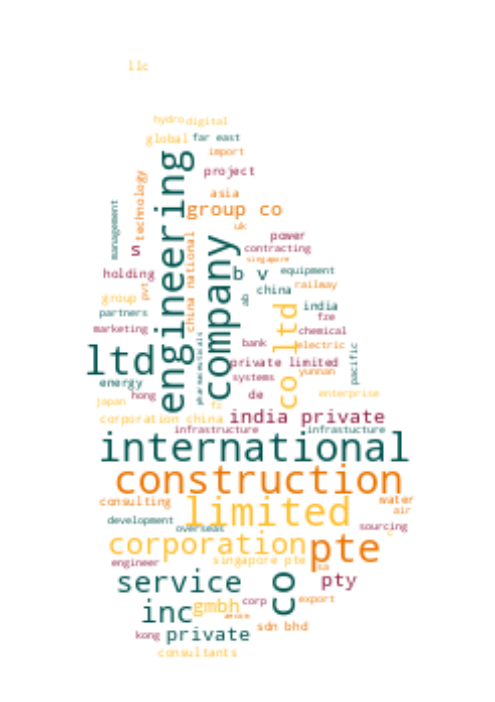 llc
hydro digital
global far east
import
project
technology
management
asia
group co
engineering
uk
power
s
contracting
china national
company
singapore
holding
b v equipment
pvt
china railway
group
ab
partners
co ltd
india
fze
marketing
chemical
pharmaceuticals
bank
electric
ltd
private limited
pacific
yunnan
energy
systems
hong
de
enterprise
japan
fz
corporation china
india private
infrastructure
infrastucture
international
construction
consulting
limited
water
air
development
overseas
sourcing
c
corporation
pte
engineer
singapore pte
sa
service
co
pty
inc
gmbh
corp
export
sdn bhd
kong private
consultants